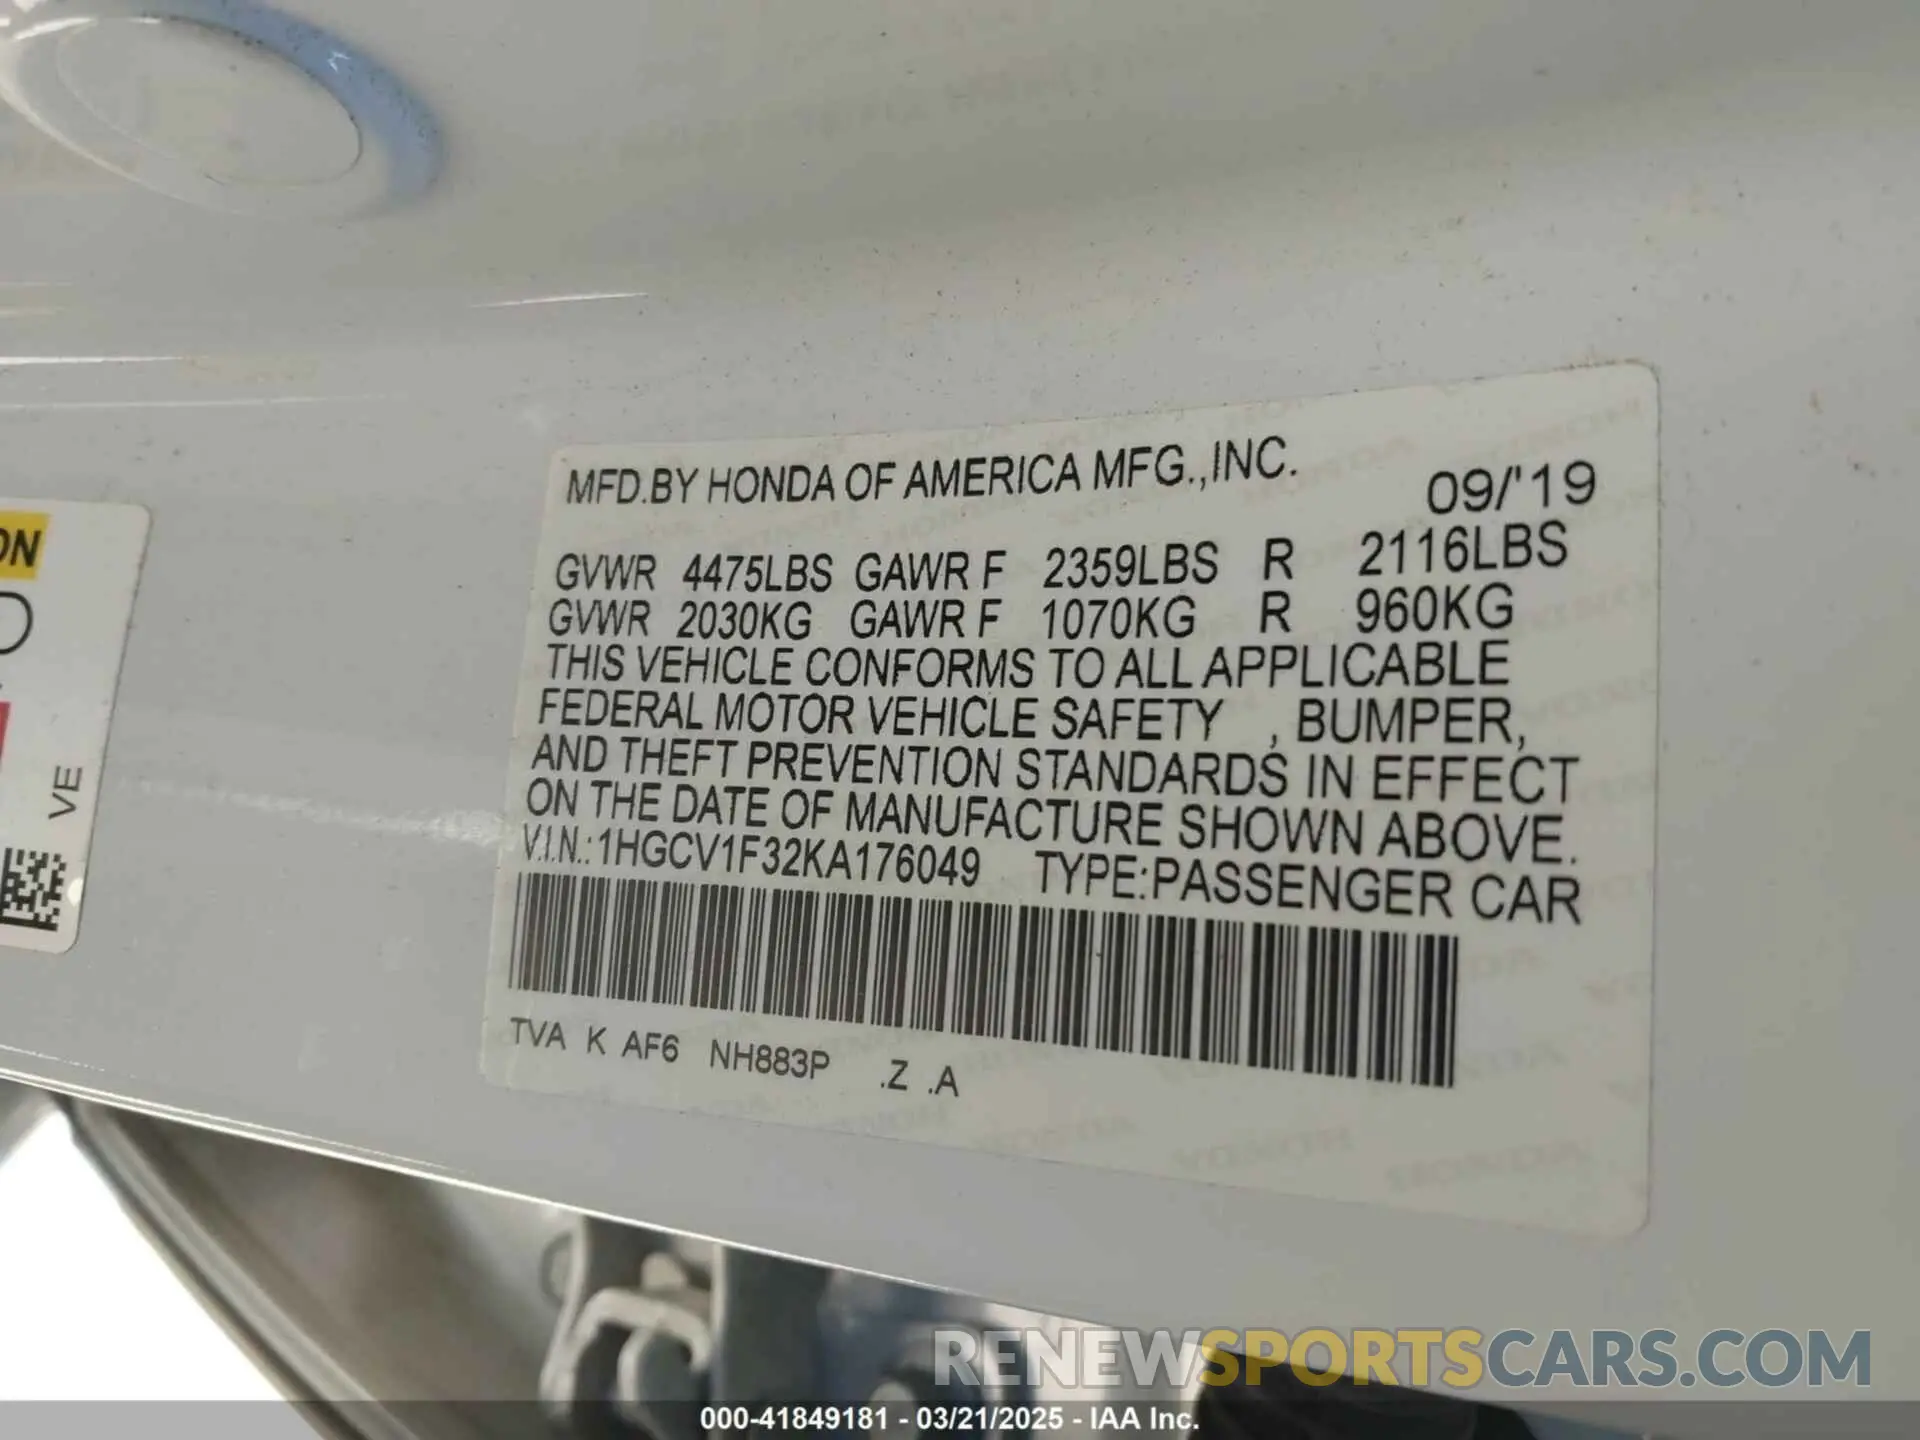 MFD.BY HONDA OF AMERICA MFG.,INC.
09/'19
GVWR 4475LBS GAWR F 2359LBS R 2116LBS
GVWR 2030KG GAWR F 1070KG R 960KG
THIS VEHICLE CONFORMS TO ALL APPLICABLE
FEDERAL MOTOR VEHICLE SAFETY , BUMPER,
AND THEFT PREVENTION STANDARDS IN EFFECT
ON THE DATE OF MANUFACTURE SHOWN ABOVE.
V.I.N.: 1HGCV1F32KA176049 TYPE:PASSENGER CAR
TVA K AF6 NH883P .Z .A
VE
RENEWSPORTSCARS.COM
000-41849181 - 03/21/2025 - IAA Inc.